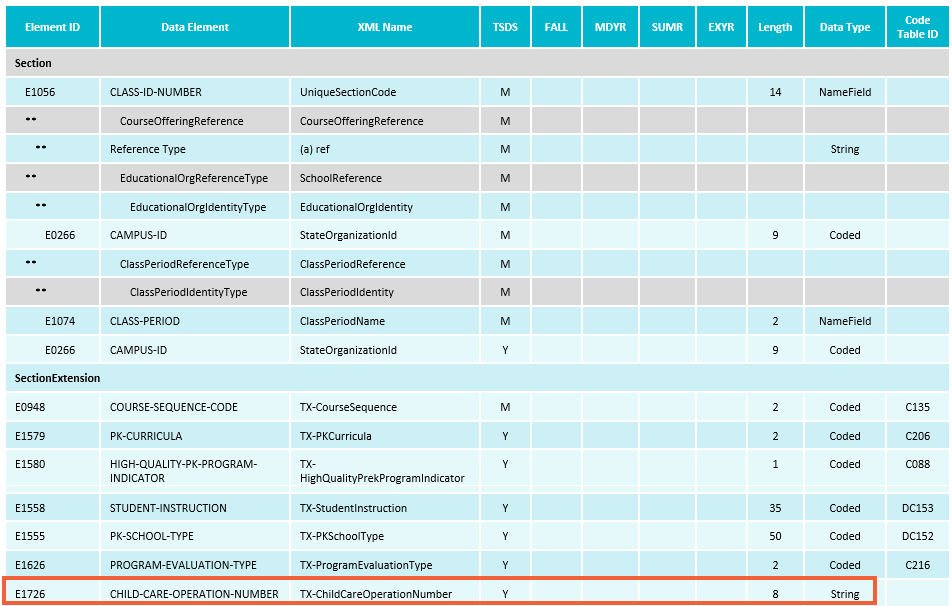 Element ID Data Element XML Name TSDS FALL MDYR SUMR EXYR Length Data Type Code Table ID
Section
E1056 CLASS-ID-NUMBER UniqueSectionCode M 14 NameField
** CourseOfferingReference CourseOfferingReference M
** Reference Type (a) ref M String
** EducationalOrgReferenceType SchoolReference M
** EducationalOrgIdentityType EducationalOrgIdentity M
E0266 CAMPUS-ID StateOrganizationId M 9 Coded
** ClassPeriodReferenceType ClassPeriodReference M
** ClassPeriodIdentityType ClassPeriodIdentity M
E1074 CLASS-PERIOD ClassPeriodName M 2 NameField
E0266 CAMPUS-ID StateOrganizationId Y 9 Coded
SectionExtension
E0948 COURSE-SEQUENCE-CODE TX-CourseSequence M 2 Coded C135
E1579 PK-CURRICULA TX-PKCurricula Y 2 Coded C206
E1580 HIGH-QUALITY-PK-PROGRAM- TX- Y 1 Coded C088
INDICATOR HighQualityPrekProgramIndicator
E1558 STUDENT-INSTRUCTION TX-StudentInstruction Y 35 Coded DC153
E1555 PK-SCHOOL-TYPE TX-PKSchoolType Y 50 Coded DC152
E1626 PROGRAM-EVALUATION-TYPE TX-ProgramEvaluationType Y 2 Coded C216
E1726 CHILD-CARE-OPERATION-NUMBER TX-ChildCareOperationNumber Y 8 String